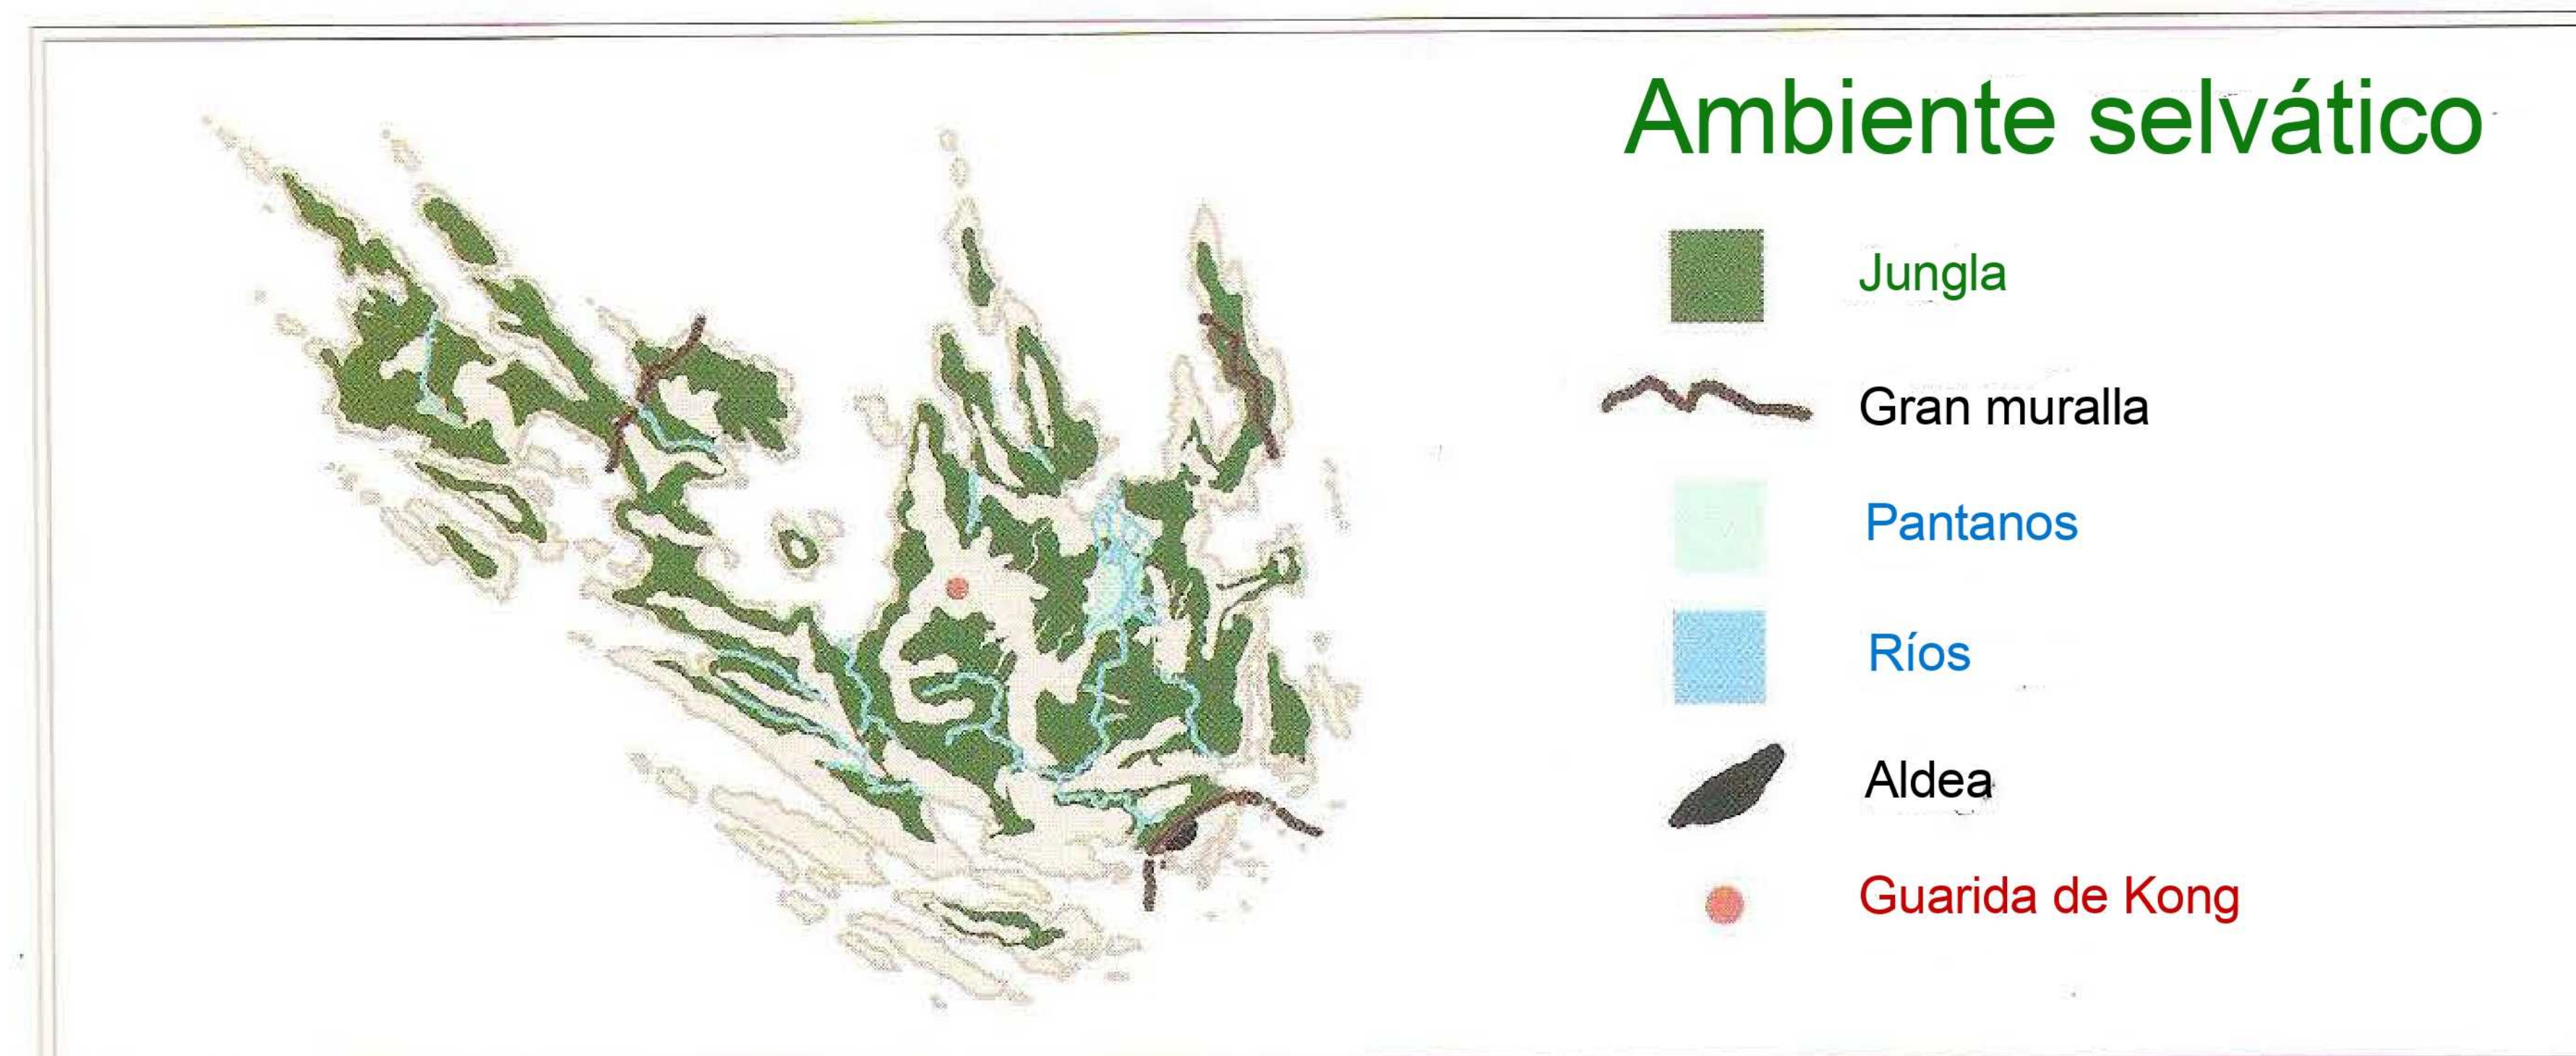 Ambiente selvático
Jungla
Gran muralla
Pantanos
Ríos
Aldea
Guarida de Kong